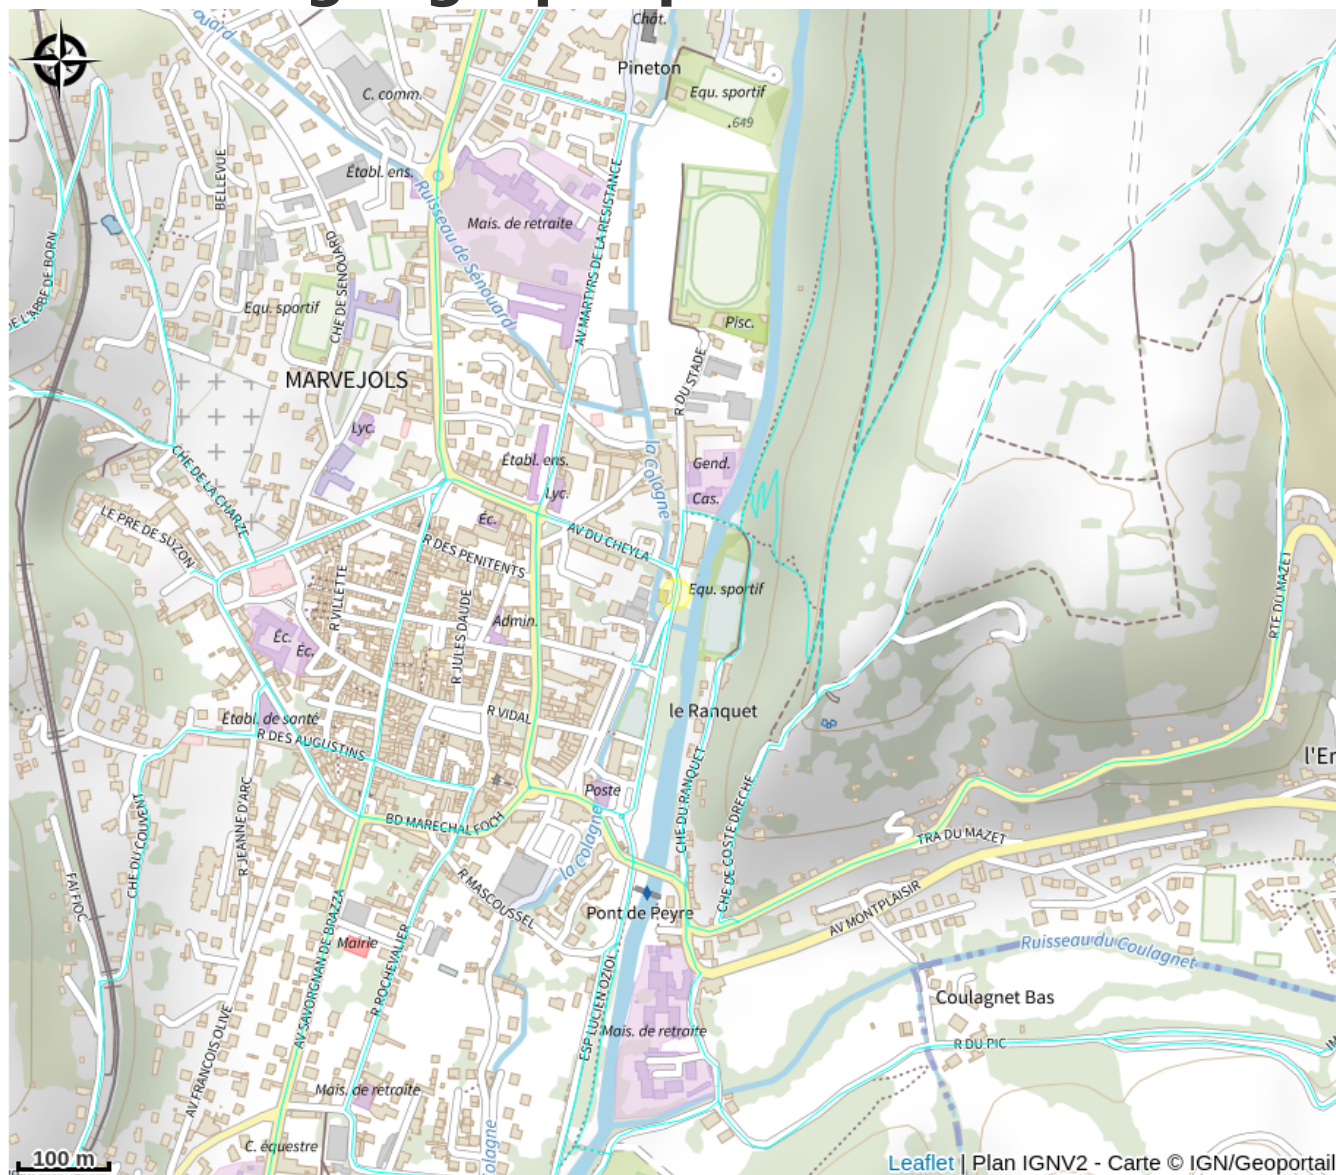 Chât.
Pineton
C. comm.
Equ. sportif
.649
BELLEVUE
Établ. ens.
Ruisseau de Sénouard
Mais. de retraite
AV MARTYRS DE LA RESISTANCE
DE L'ABBE DE BORN
CHE DE SENOUARD
Equ. sportif
Pisc.
MARVEJOLS
R DU STADE
Lyc.
la Colagne
CHE DE LA CHARZE
Établ. ens.
Gend.
Lyc.
Cas.
LE PRE DE SUZON
Éc.
AV DU CHEYLA
R DES PENITENTS
R VILLETTE
R JULES DAUDE
Equ. sportif
RTE DU MAZET
Admin.
Éc.
Éc.
R VIDAL
le Ranquet
Établ. de santé
R DES AUGUSTINS
Poste
CHE DU RANQUET
CHE DE COSTE DRECHE
CHE DU COUVENT
R JEANNE D'ARC
BD MARECHAL FOCH
la Colagne
TRA DU MAZET
FAI FIOC
R MASCOUSSEL
AV MONTPLAISIR
Pont de Peyre
AV SAVORGNAN DE BRAZZA
Mairie
R ROCHEVALIER
ESP LUCIEN OZIOL
Ruisseau du Coulagnet
Coulagnet Bas
Mais. de retraite
R DU PIC
AV FRANCOIS OLIVE
Mais. de retraite
C. équestre
100 m
Leaflet | Plan IGNV2 - Carte © IGN/Geoportail